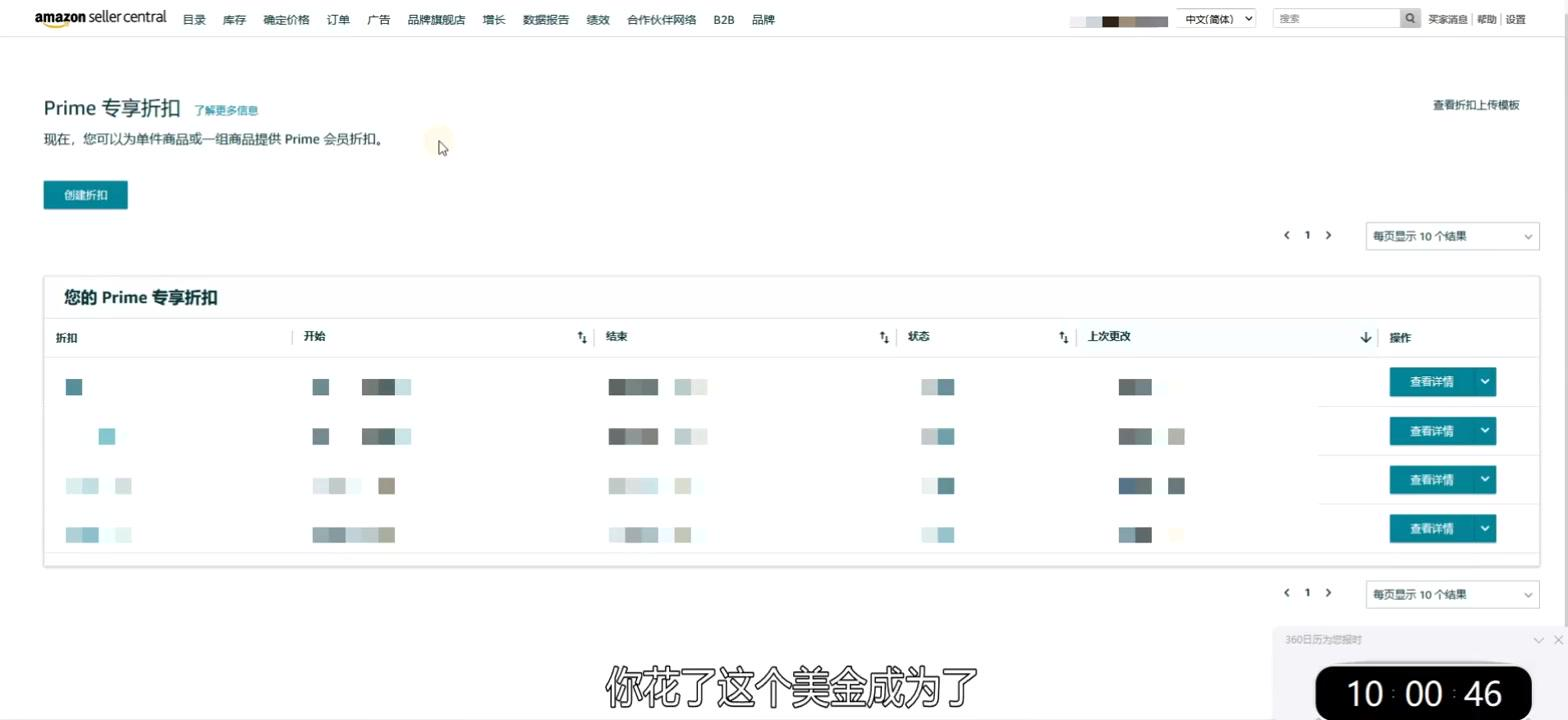 amazon seller central 目录 库存 确定价格 订单 广告 品牌旗舰店 增长 数据报告 绩效 合作伙伴网络 B2B 品牌 中文(简体) 搜索 买家消息 帮助 设置
Prime 专享折扣 了解更多信息 查看折扣上传模板
现在，您可以为单件商品或一组商品提供 Prime 会员折扣。
创建折扣
1 每页显示 10 个结果
您的 Prime 专享折扣
折扣 开始 结束 状态 上次更改 操作
查看详情
查看详情
查看详情
查看详情
1 每页显示 10 个结果
360日历为您报时
你花了这个美金成为了
10:00:46